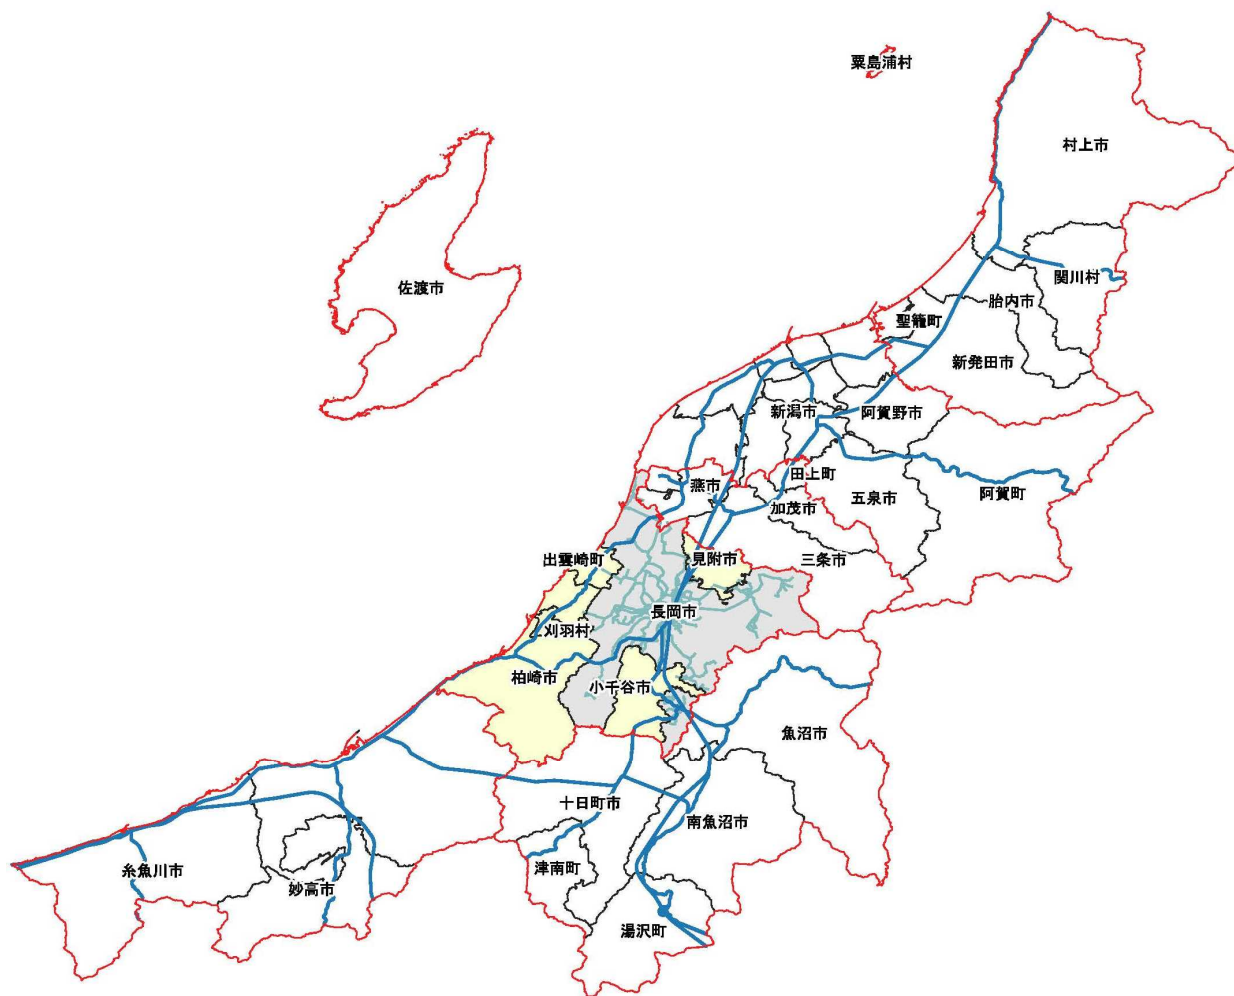 粟島浦村
村上市
関川村
佐渡市
胎内市
聖籠町
新発田市
新潟市
阿賀野市
田上町
燕市
阿賀町
五泉市
加茂市
出雲崎町
見附市
三条市
長岡市
刈羽村
柏崎市
小千谷市
魚沼市
十日町市
南魚沼市
津南町
糸魚川市
妙高市
湯沢町